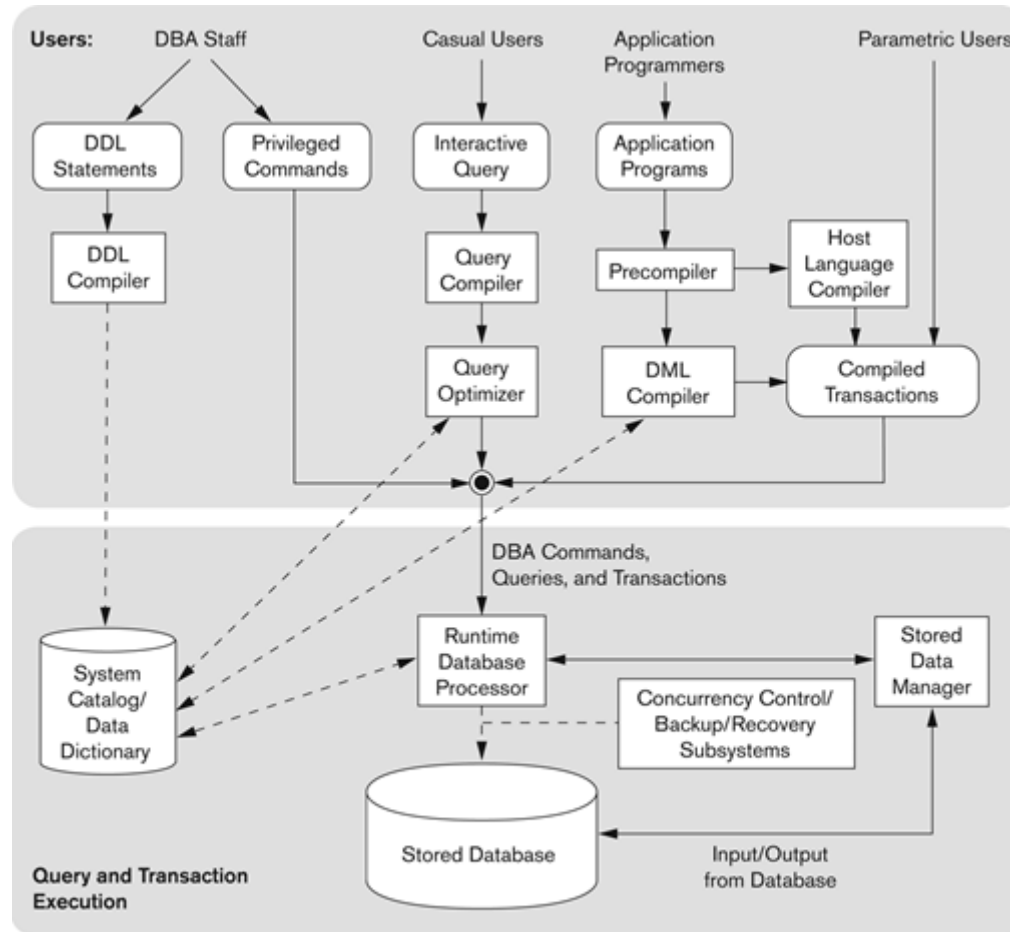 Users:
DBA Staff
Casual Users
Application
Programmers
Parametric Users
DDL
Statements
Privileged
Commands
Interactive
Query
Application
Programs
DDL
Compiler
Query
Compiler
Precompiler
Host
Language
Compiler
Query
Optimizer
DML
Compiler
Compiled
Transactions
DBA Commands,
Queries, and Transactions
System
Catalog/
Data
Dictionary
Runtime
Database
Processor
Stored
Data
Manager
Concurrency Control/
Backup/Recovery
Subsystems
Stored Database
Input/Output
from Database
Query and Transaction
Execution